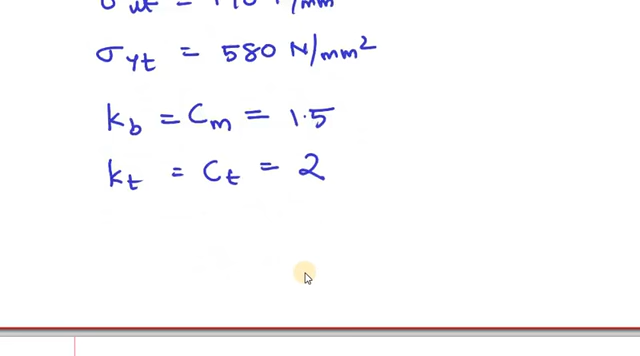 σyt = 580 N/mm²
kb = Cm = 1.5
kt = Ct = 2